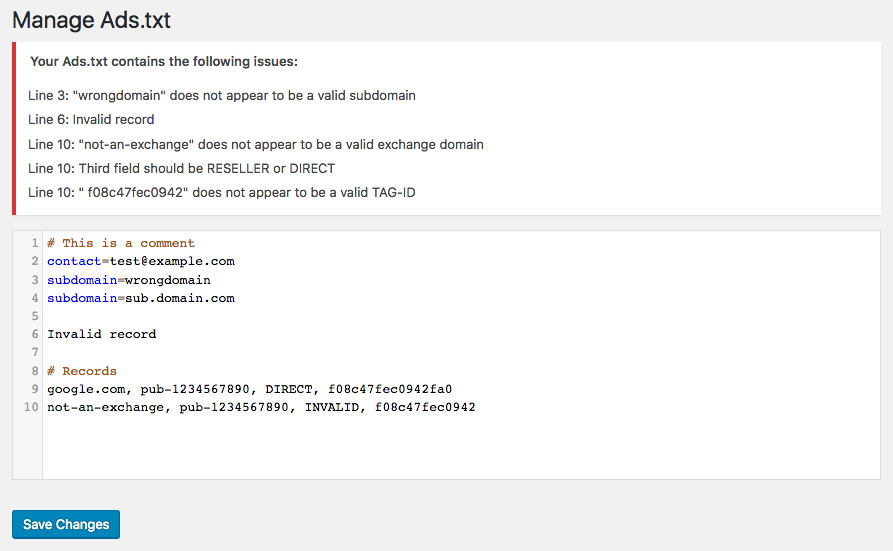 Manage Ads.txt
Your Ads.txt contains the following issues:
Line 3: "wrongdomain" does not appear to be a valid subdomain
Line 6: Invalid record
Line 10: "not-an-exchange" does not appear to be a valid exchange domain
Line 10: Third field should be RESELLER or DIRECT
Line 10: " f08c47fec0942" does not appear to be a valid TAG-ID
1 # This is a comment
2 contact=test@example.com
3 subdomain=wrongdomain
4 subdomain=sub.domain.com
5
6 Invalid record
7
8 # Records
9 google.com, pub-1234567890, DIRECT, f08c47fec0942fa0
10 not-an-exchange, pub-1234567890, INVALID, f08c47fec0942
Save Changes